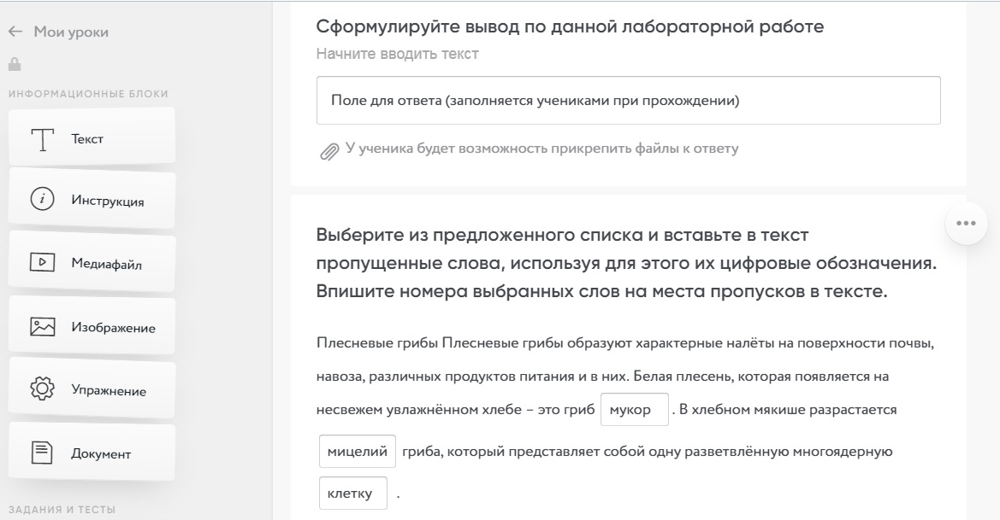 Мои уроки
ИНФОРМАЦИОННЫЕ БЛОКИ
Текст
Инструкция
Медиафайл
Изображение
Упражнение
Документ
ЗАДАНИЯ И ТЕСТЫ
Сформулируйте вывод по данной лабораторной работе
Начните вводить текст
Поле для ответа (заполняется учениками при прохождении)
У ученика будет возможность прикрепить файлы к ответу
Выберите из предложенного списка и вставьте в текст
пропущенные слова, используя для этого их цифровые обозначения.
Впишите номера выбранных слов на места пропусков в тексте.
Плесневые грибы Плесневые грибы образуют характерные налёты на поверхности почвы,
навоза, различных продуктов питания и в них. Белая плесень, которая появляется на
несвежем увлажнённом хлебе – это гриб мукор . В хлебном мякише разрастается
мицелий гриба, который представляет собой одну разветвлённую многоядерную
клетку .